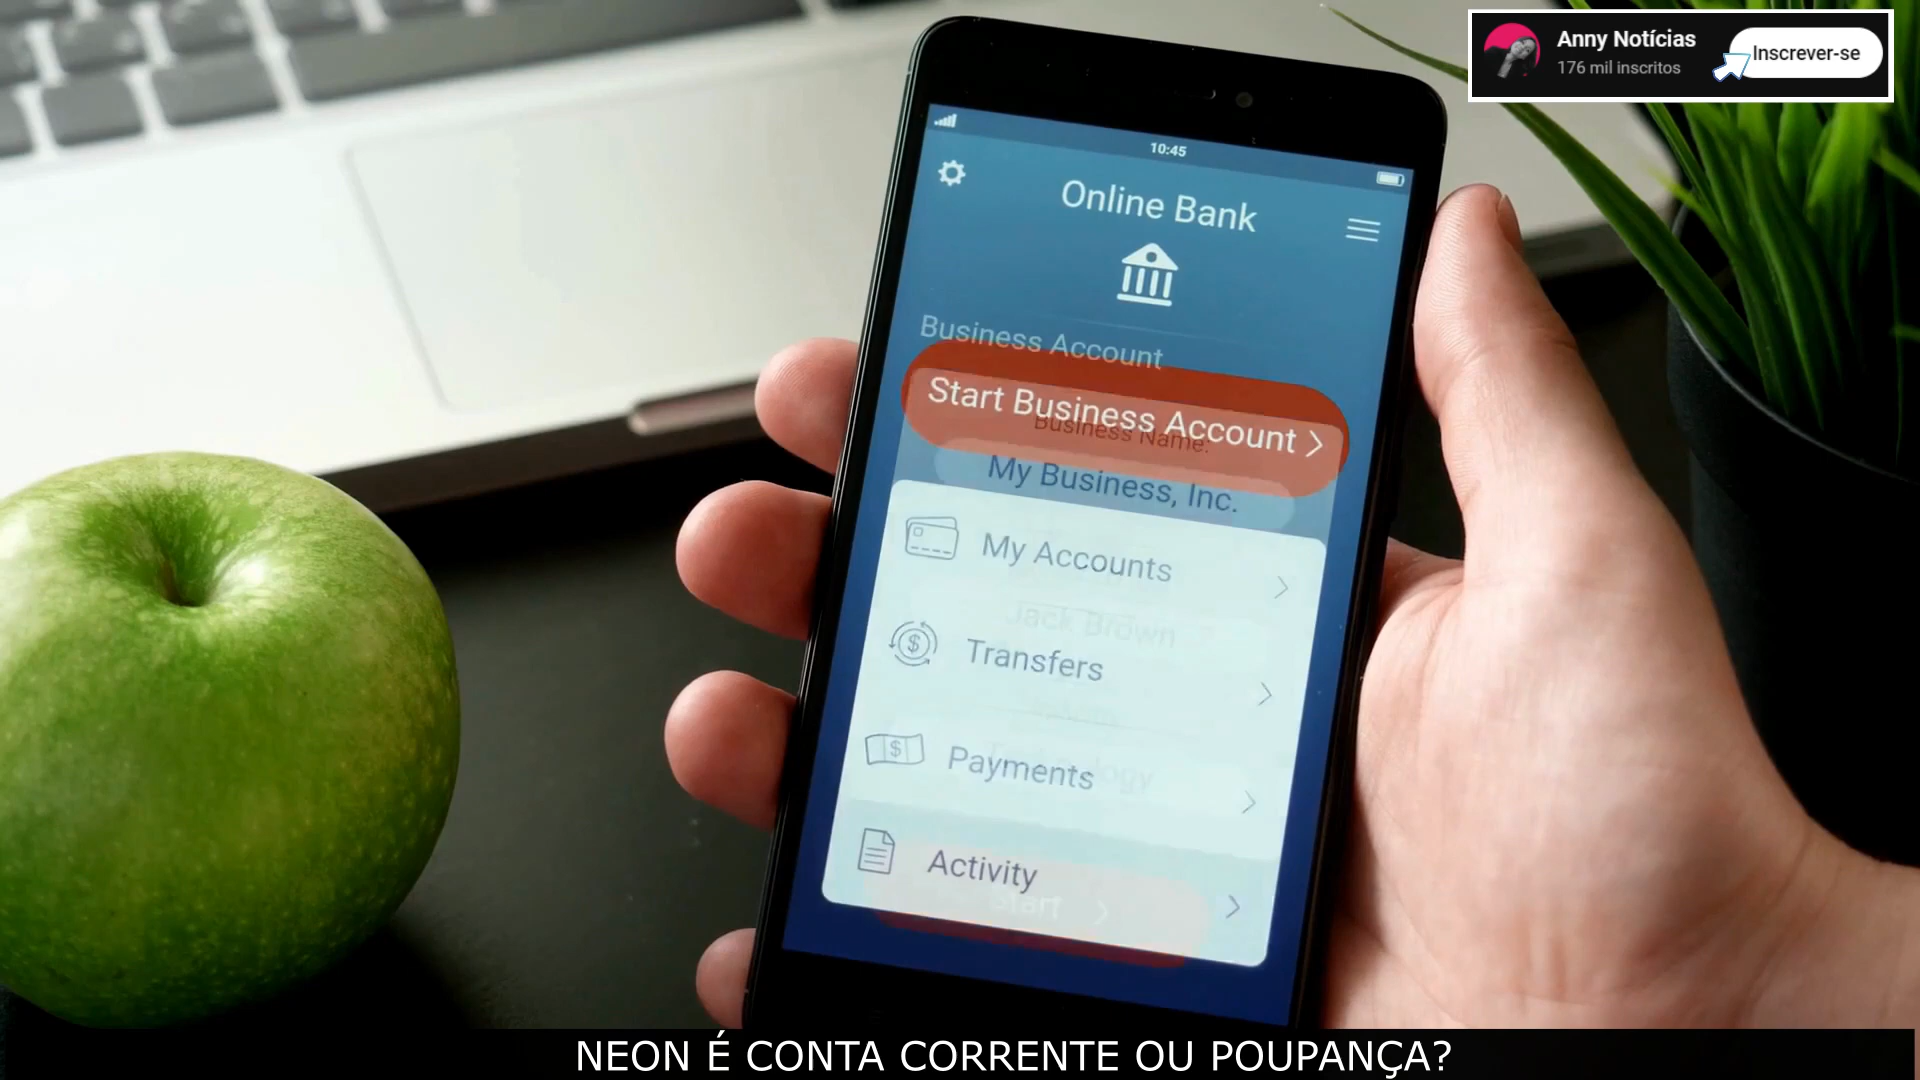 Anny Notícias
176 mil inscritos
Inscrever-se
10:45
Online Bank
Business Account
Start Business Account
Business Name:
My Business, Inc.
My Accounts
Jack Brown
Transfers
Payments
Activity
Start
NEON É CONTA CORRENTE OU POUPANÇA?